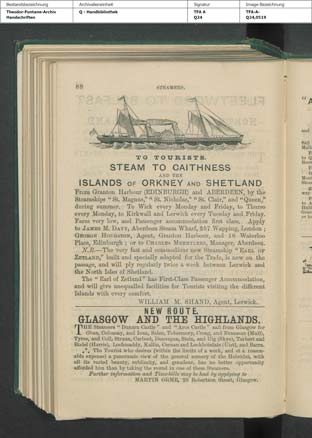 Bestandsbezeichnung Archivalieneinheit Signatur Image-Bezeichnung
Theodor-Fontane-Archiv Q - Handbibliothek TFA A TFA-A-
Handschriften Q24 Q24,0519
88 STEAMERS.
TO TOURISTS.
STEAM TO CAITHNESS
AND THE
ISLANDS OF ORKNEY AND SHETLAND
From Granton Harbour (EDINBURGH) and ABERDEEN, by the
Steamships "St. Magnus," "St. Nicholas," "St. Clair," and "Queen,"
during summer. To Wick every Monday and Friday, to Thurso
every Monday, to Kirkwall and Lerwick every Tuesday and Friday.
Fares very low, and Passenger accommodation first class. Apply
to JAMES M. DAVY, Aberdeen Steam Wharf, 257 Wapping, London;
GEORGE HOURSTON, Agent, Granton Harbour, and 18 Waterloo
Place, Edinburgh; or to CHARLES MERRYLEES, Manager, Aberdeen.
N.B.—The very fast and commodious new Steamship "EARL OF
ZETLAND," built and specially adapted for the Trade, is now on the
passage, and will ply regularly twice a week between Lerwick and
the North Isles of Shetland.
The "Earl of Zetland" has First-Class Passenger Accommodation,
and will give unequalled facilities for Tourists visiting the different
Islands with every comfort.
WILLIAM M. SHAND, Agent, Lerwick.
NEW ROUTE.
GLASGOW AND THE HIGHLANDS.
THE Steamers "Dunara Castle" and "Aros Castle" sail from Glasgow for
Oban, Colonsay, and Iona, Salen, Tobermory, Croag, and Bunessan (Mull),
Tyree, and Coll, Struan, Carbost, Dunvegan, Stein, and Uig (Skye), Tarbert and
Rodel (Harris), Lochmaddy, Kallin, Carnan and Lochboisdale (Uist), and Barra.
The Tourist who desires (within the limits of a week, and at a reason-
able expense) a panoramic view of the general scenery of the Hebrides, with
all its varied beauty, sublimity, and grandeur, has no better opportunity
afforded him than by taking the round in one of these Steamers.
Further information and Time-bills may be had by applying to
MARTIN ORME, 20 Robertson Street, Glasgow.